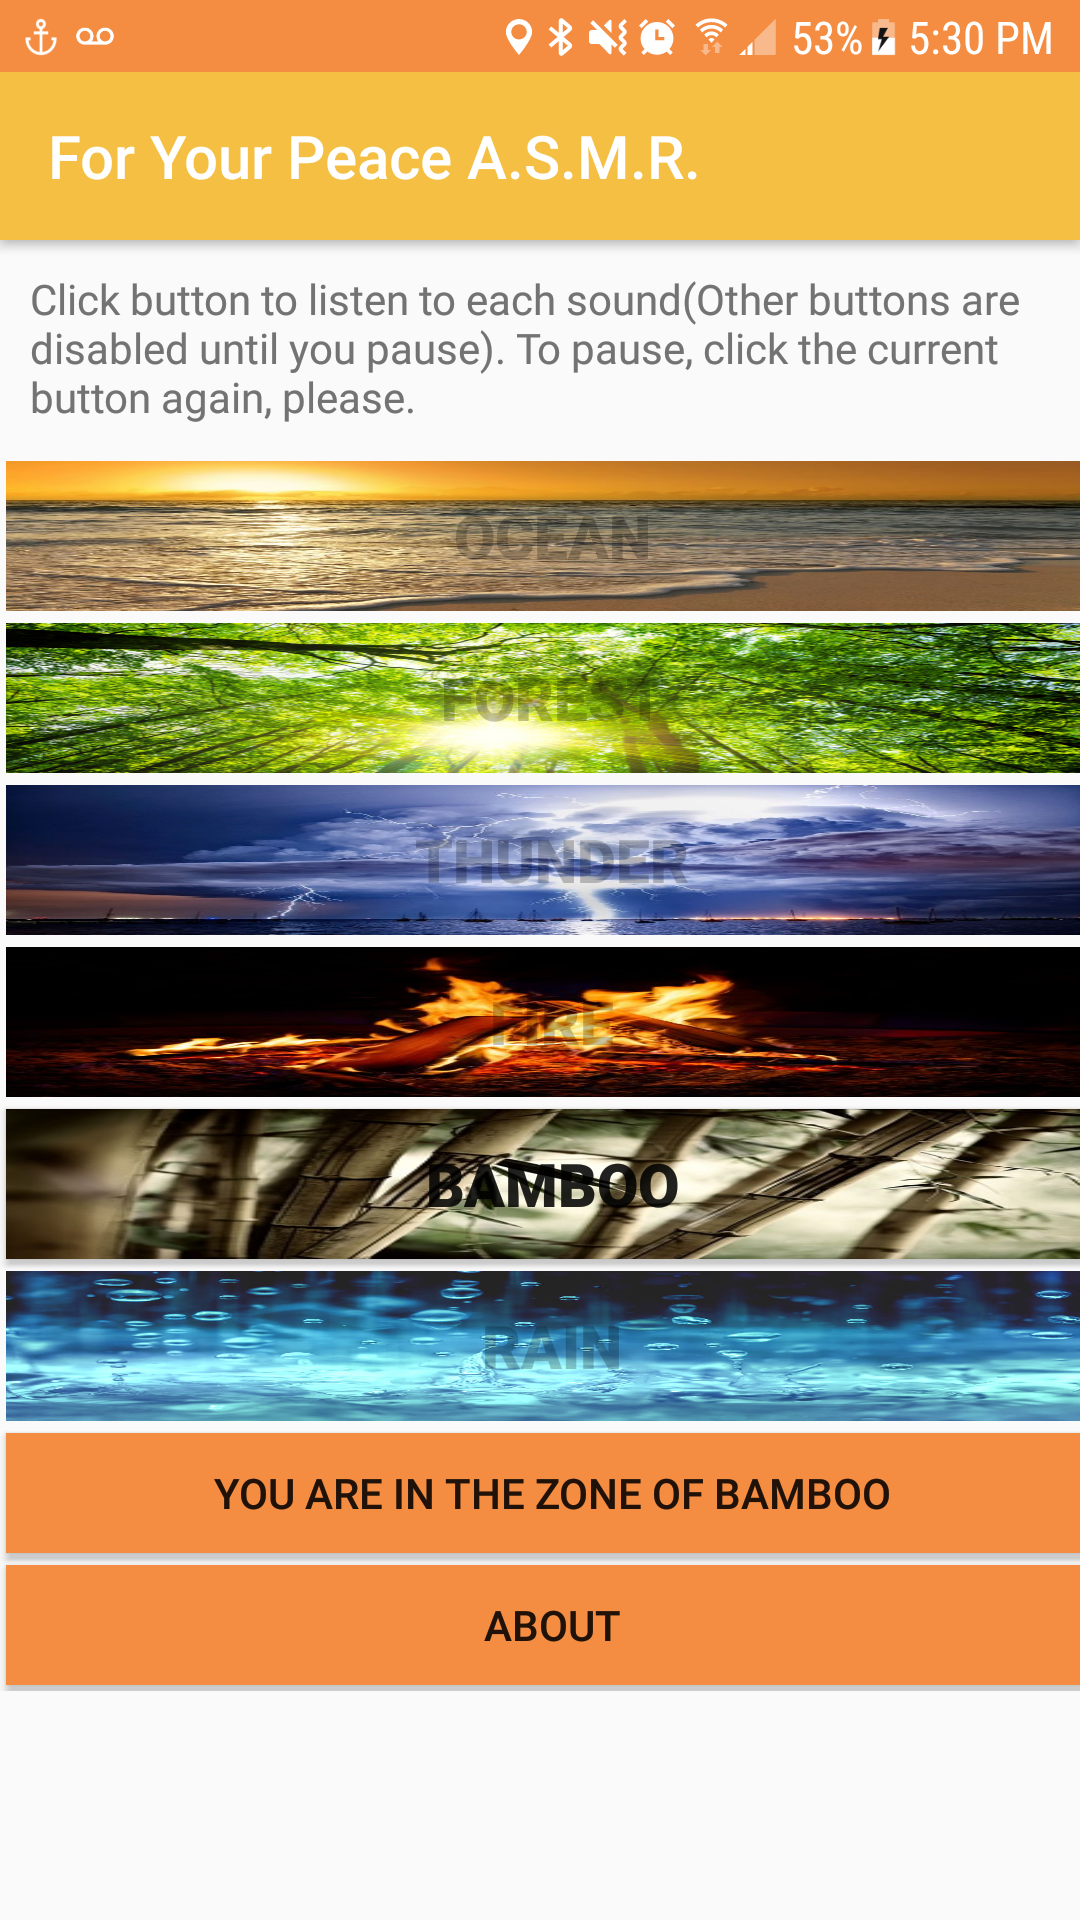 53% 5:30 PM
For Your Peace A.S.M.R.
Click button to listen to each sound(Other buttons are
disabled until you pause). To pause, click the current
button again, please.
OCEAN
FOREST
THUNDER
FIRE
BAMBOO
RAIN
YOU ARE IN THE ZONE OF BAMBOO
ABOUT